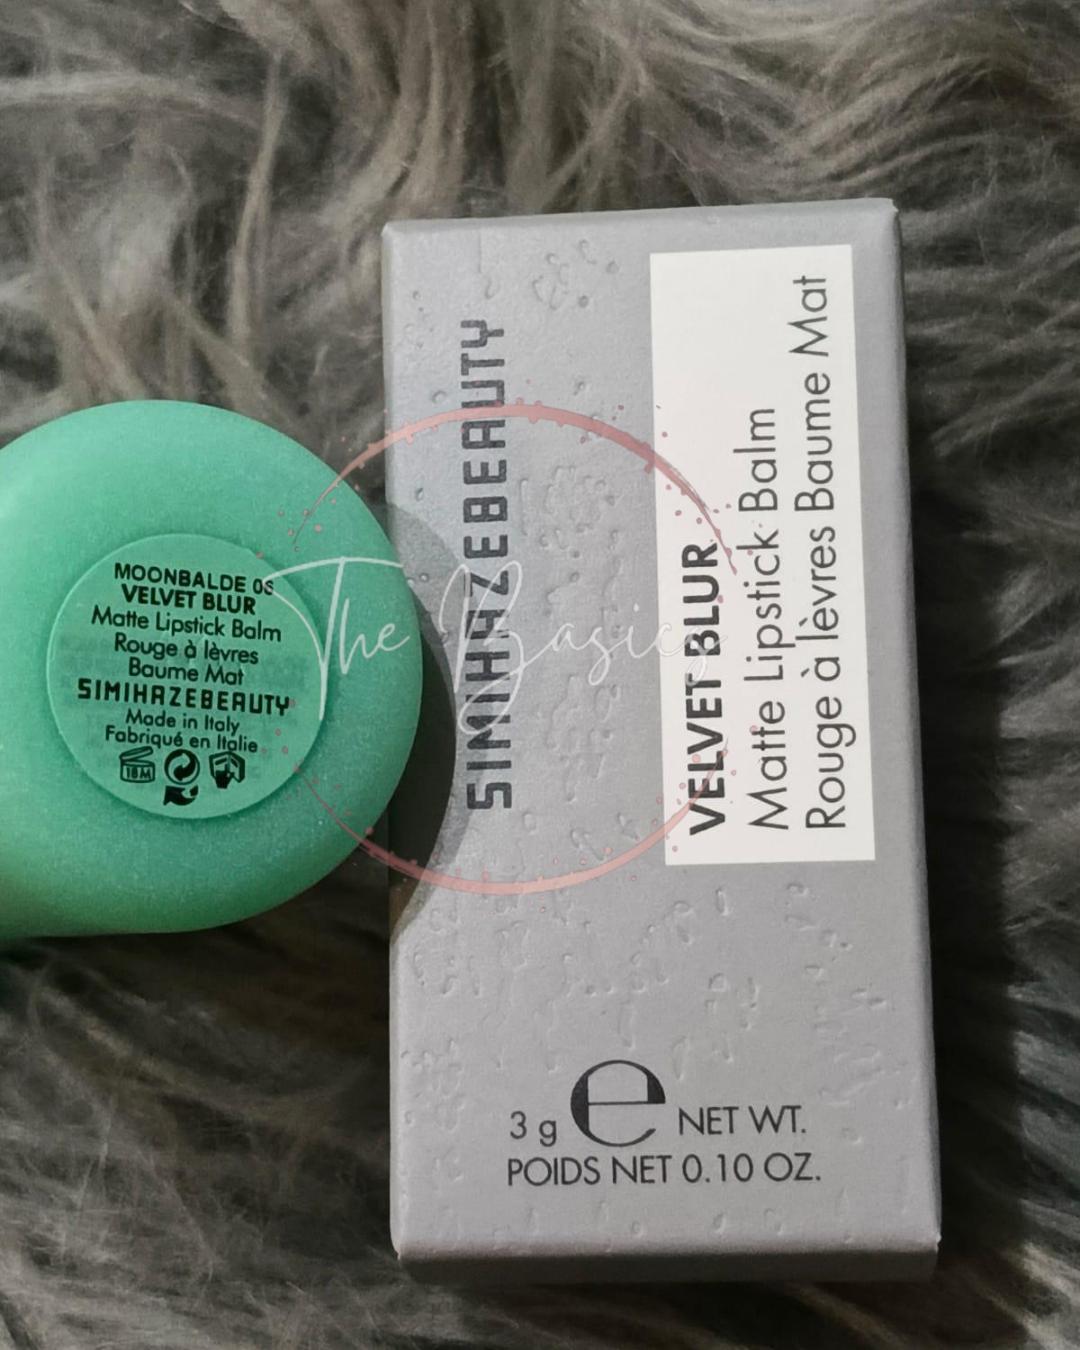 MOONBALDE 06
VELVET BLUR
Matte Lipstick Balm
Rouge à lèvres
Baume Mat
SIMIHAZEBEAUTY
Made in Italy
Fabriqué en Italie
18M
The Basics
SIMIHAZEBEAUTY
VELVET BLUR
Matte Lipstick Balm
Rouge à lèvres Baume Mat
3 g e NET WT.
POIDS NET 0.10 OZ.